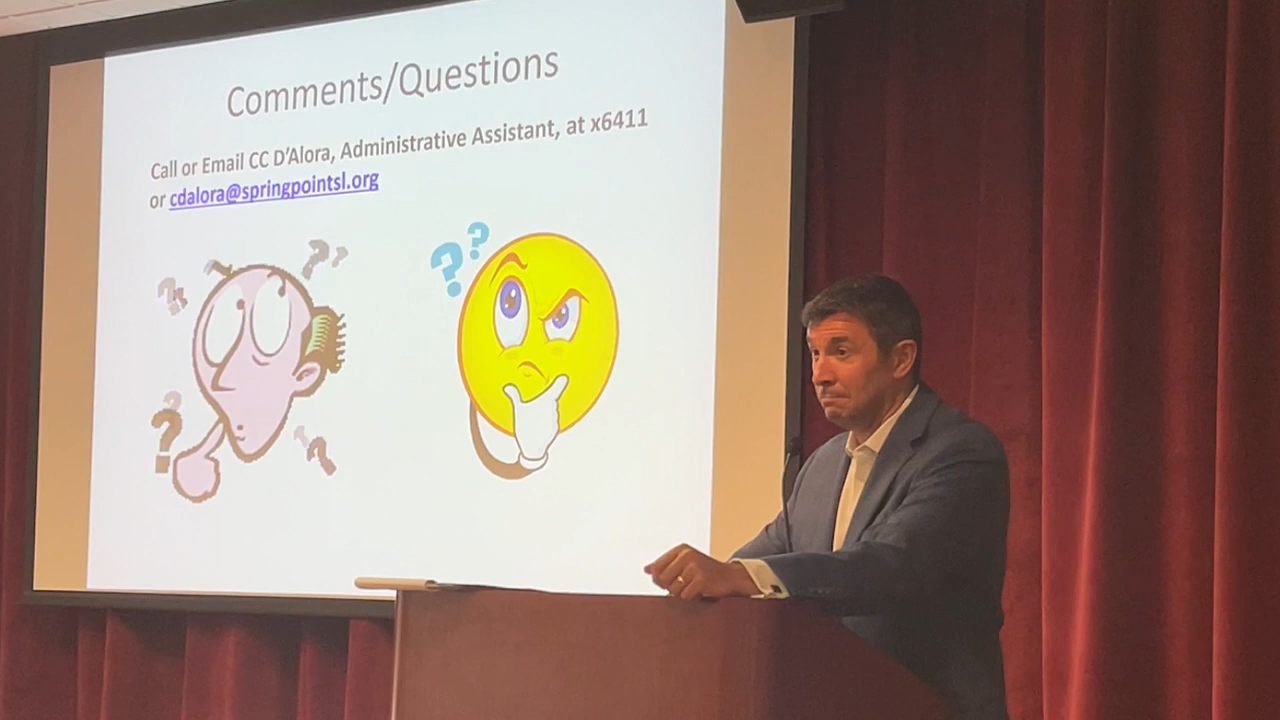 Comments/Questions
Call or Email CC D'Alora, Administrative Assistant, at x6411
or cdalora@springpointsl.org
? ?
? ?
? ?
? ?
?